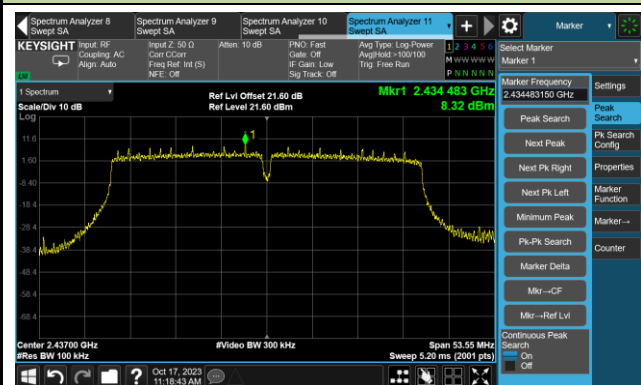 Spectrum Analyzer 8
Swept SA
Spectrum Analyzer 9
Swept SA
Spectrum Analyzer 10
Swept SA
Spectrum Analyzer 11
Swept SA
Marker
KEYSIGHT
Input: RF
Coupling: AC
Align: Auto
Input Z: 50 Ω
Corr CCorr
Freq Ref: Int (S)
NFE: Off
Atten: 10 dB
PNO: Fast
Gate: Off
IF Gain: Low
Sig Track: Off
Avg Type: Log-Power
Avg|Hold:>100/100
Trig: Free Run
1 2 3 4 5 6
M W W W W W
P N N N N N
LVI
Select Marker
Marker 1
1 Spectrum
Scale/Div 10 dB
Log
Ref Lvl Offset 21.60 dB
Ref Level 21.60 dBm
Mkr1 2.434 483 GHz
8.32 dBm
1
11.6
1.60
-8.40
-18.4
-28.4
-38.4
-48.4
-58.4
-68.4
Center 2.43700 GHz
#Res BW 100 kHz
#Video BW 300 kHz
Span 53.55 MHz
Sweep 5.20 ms (2001 pts)
Marker Frequency
2.434483150 GHz
Peak Search
Next Peak
Next Pk Right
Next Pk Left
Minimum Peak
Pk-Pk Search
Marker Delta
Mkr→CF
Mkr→Ref Lvl
Continuous Peak
Search
On
Off
Settings
Peak
Search
Pk Search
Config
Properties
Marker
Function
Marker→
Counter
?
Oct 17, 2023
11:18:43 AM